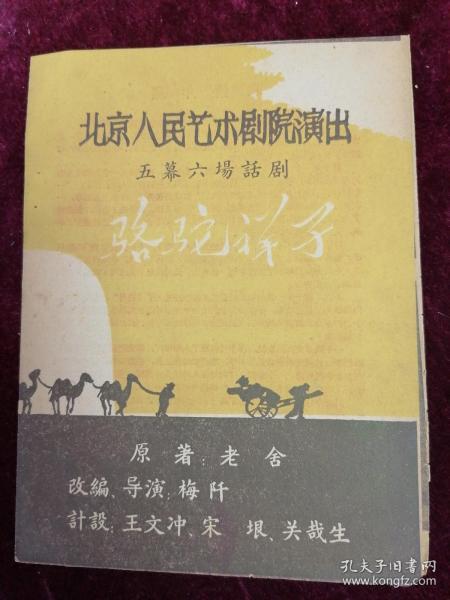 北京人民艺术剧院演出
五幕六場話剧
骆驼祥子
原著：老舍
改編、导演：梅阡
計設：王文冲、宋垠、关哉生
孔夫子旧书网
www.kongfz.com